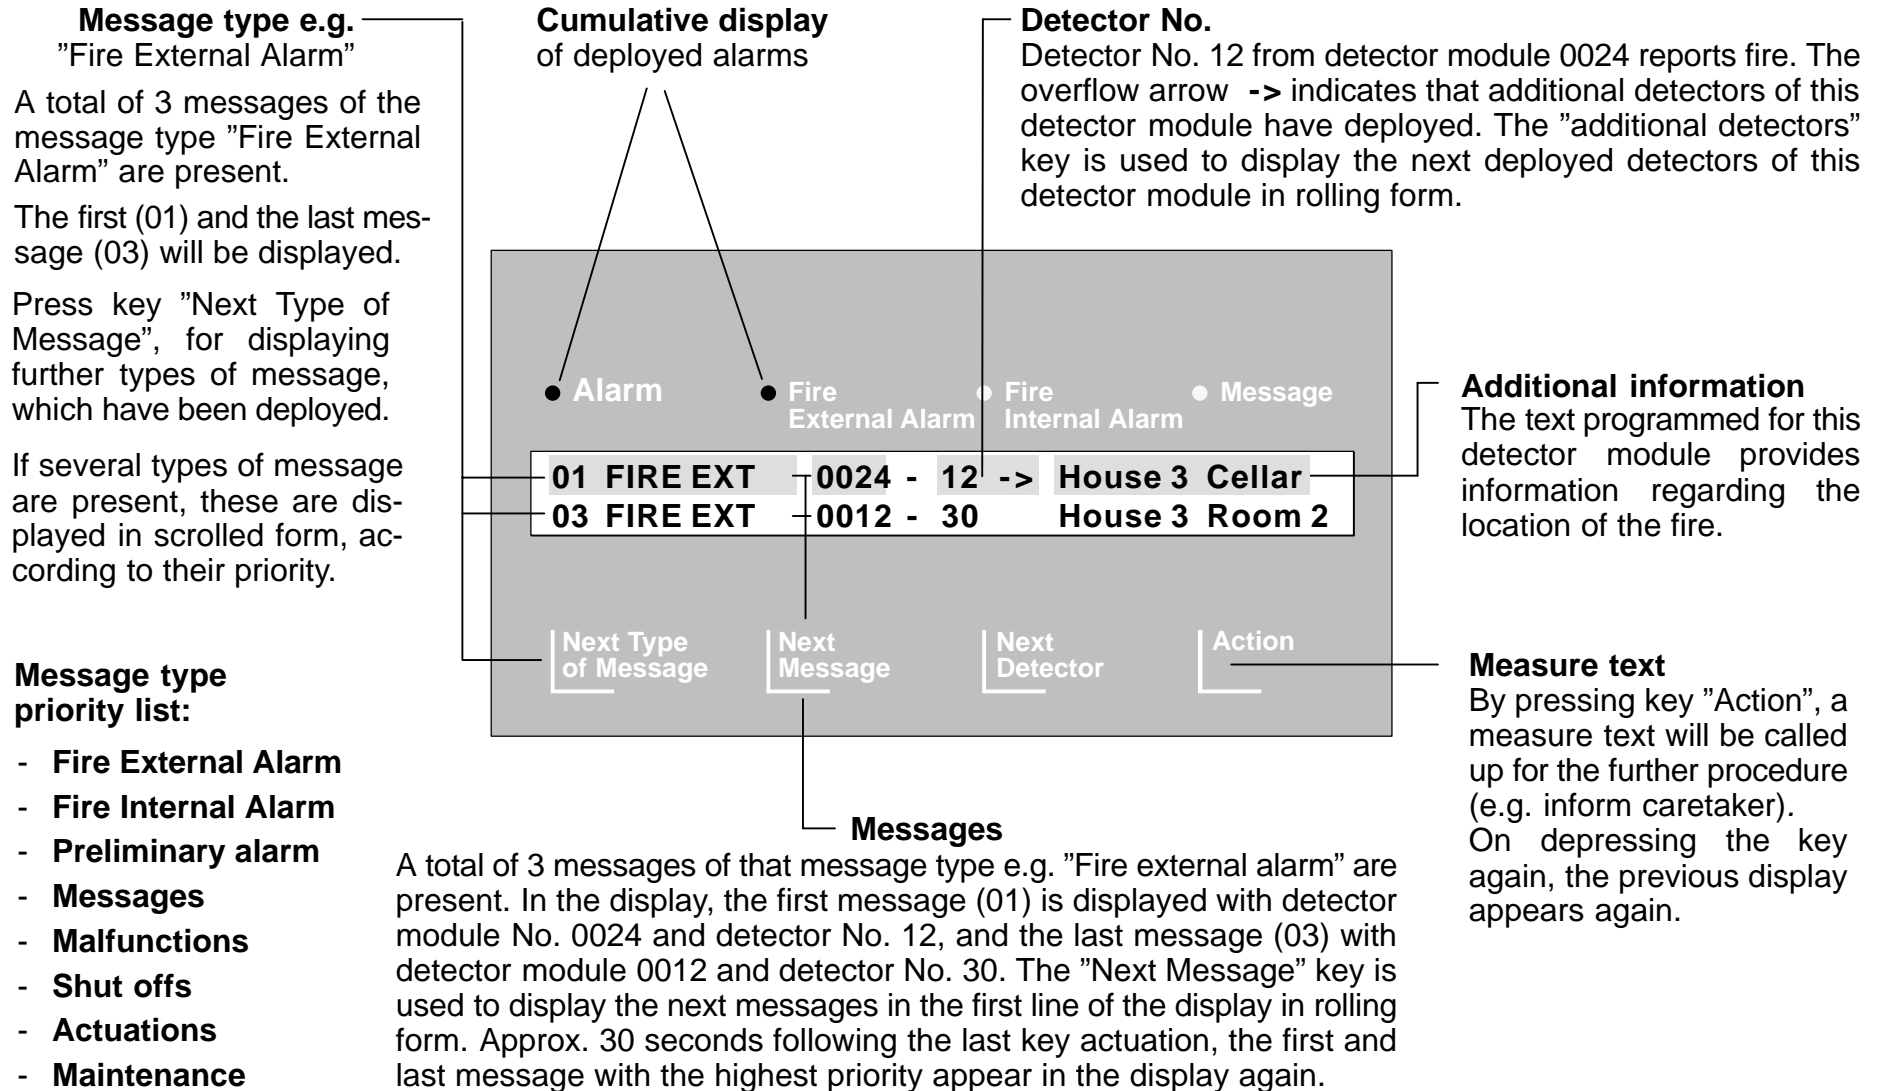 Message type e.g.
”Fire External Alarm”
A total of 3 messages of the
message type ”Fire External
Alarm” are present.
The first (01) and the last mes-
sage (03) will be displayed.
Press key ”Next Type of
Message”, for displaying
further types of message,
which have been deployed.
If several types of message
are present, these are dis-
played in scrolled form, ac-
cording to their priority.
Message type
priority list:
- Fire External Alarm
- Fire Internal Alarm
- Preliminary alarm
- Messages
- Malfunctions
- Shut offs
- Actuations
- Maintenance
Cumulative display
of deployed alarms
Detector No.
Detector No. 12 from detector module 0024 reports fire. The
overflow arrow -> indicates that additional detectors of this
detector module have deployed. The ”additional detectors”
key is used to display the next deployed detectors of this
detector module in rolling form.
Alarm
Fire
External Alarm
Fire
Internal Alarm
Message
01 FIRE EXT 0024 - 12 -> House 3 Cellar
03 FIRE EXT 0012 - 30 House 3 Room 2
Next Type
of Message
Next
Message
Next
Detector
Action
Additional information
The text programmed for this
detector module provides
information regarding the
location of the fire.
Measure text
By pressing key ”Action”, a
measure text will be called
up for the further procedure
(e.g. inform caretaker).
On depressing the key
again, the previous display
appears again.
Messages
A total of 3 messages of that message type e.g. ”Fire external alarm” are
present. In the display, the first message (01) is displayed with detector
module No. 0024 and detector No. 12, and the last message (03) with
detector module 0012 and detector No. 30. The ”Next Message” key is
used to display the next messages in the first line of the display in rolling
form. Approx. 30 seconds following the last key actuation, the first and
last message with the highest priority appear in the display again.